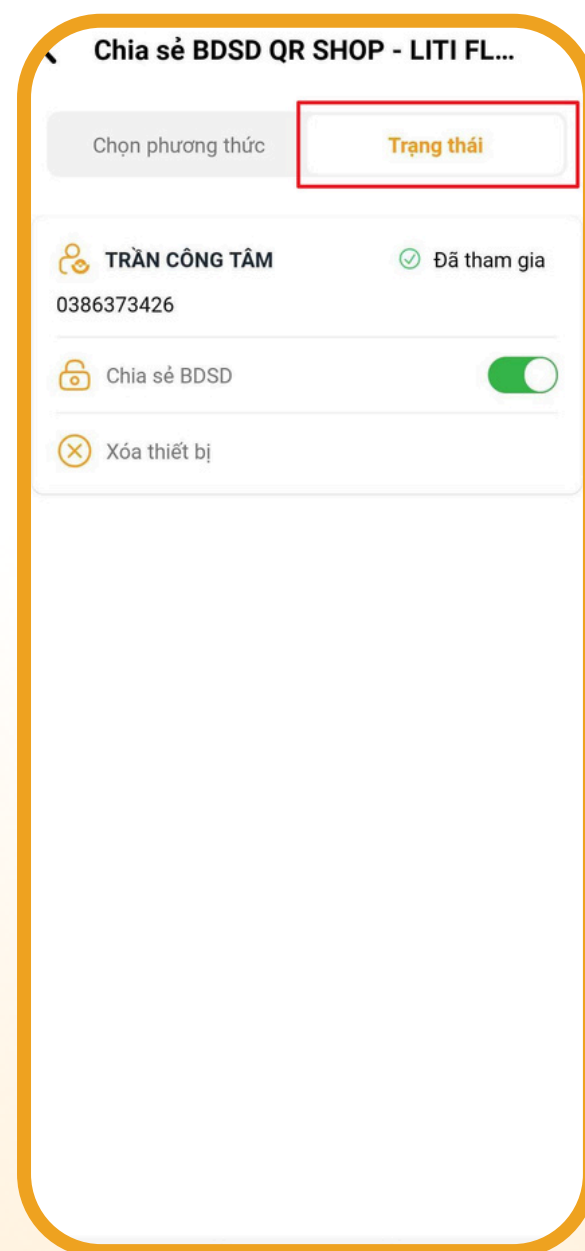 Chia sẻ BDSD QR SHOP - LITI FL...
Chọn phương thức Trạng thái
TRẦN CÔNG TÂM Đã tham gia
0386373426
Chia sẻ BDSD
Xóa thiết bị